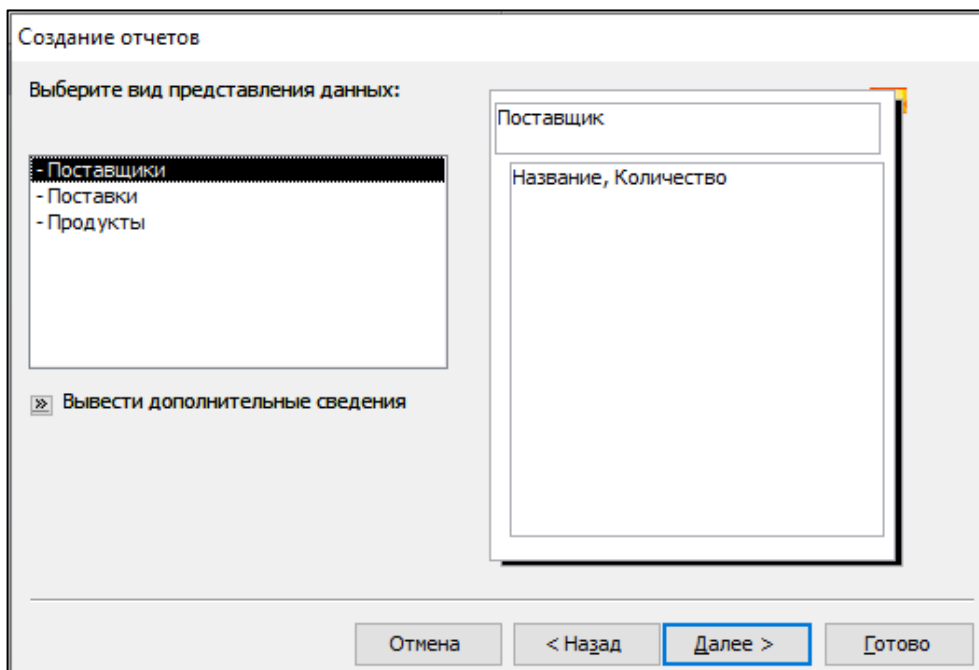 Создание отчетов
Выберите вид представления данных:
- Поставщики
- Поставки
- Продукты
» Вывести дополнительные сведения
Поставщик
Название, Количество
Отмена
< Назад
Далее >
Готово